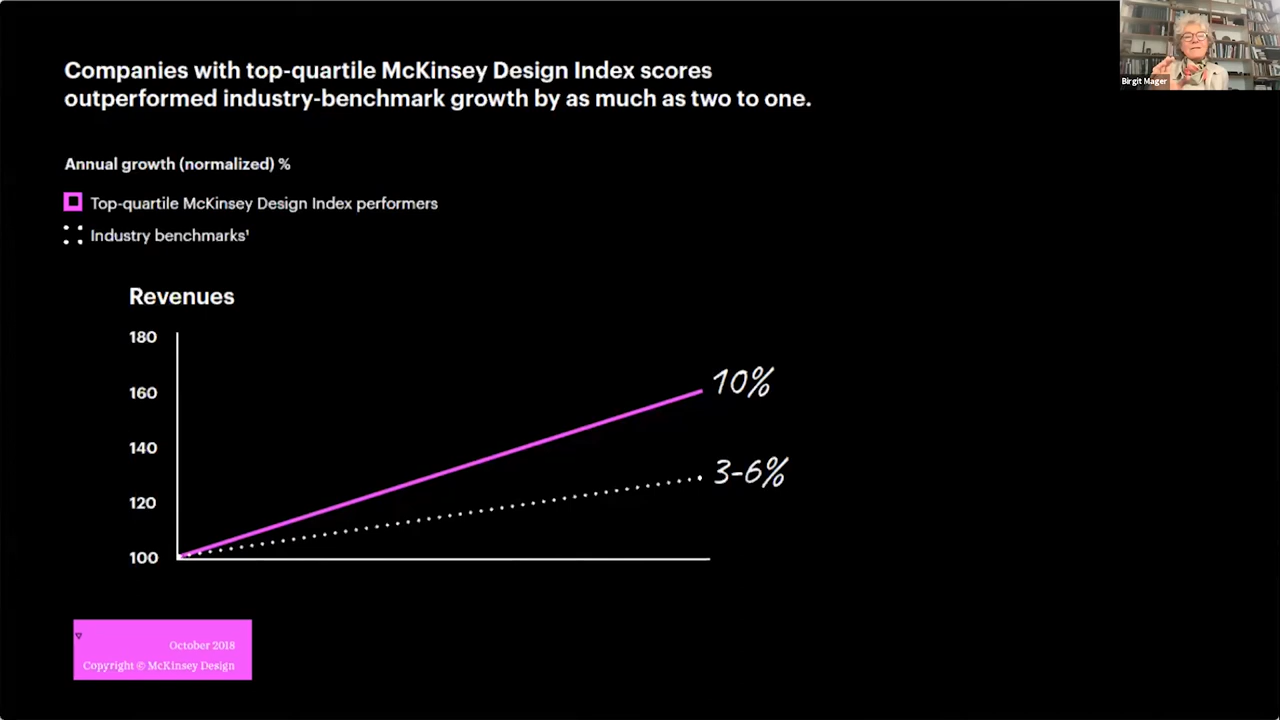 Companies with top-quartile McKinsey Design Index scores
outperformed industry-benchmark growth by as much as two to one.
Birgit Mager
Annual growth (normalized) %
Top-quartile McKinsey Design Index performers
Industry benchmarks¹
Revenues
180
160
140
120
100
10%
3-6%
October 2018
Copyright © McKinsey Design